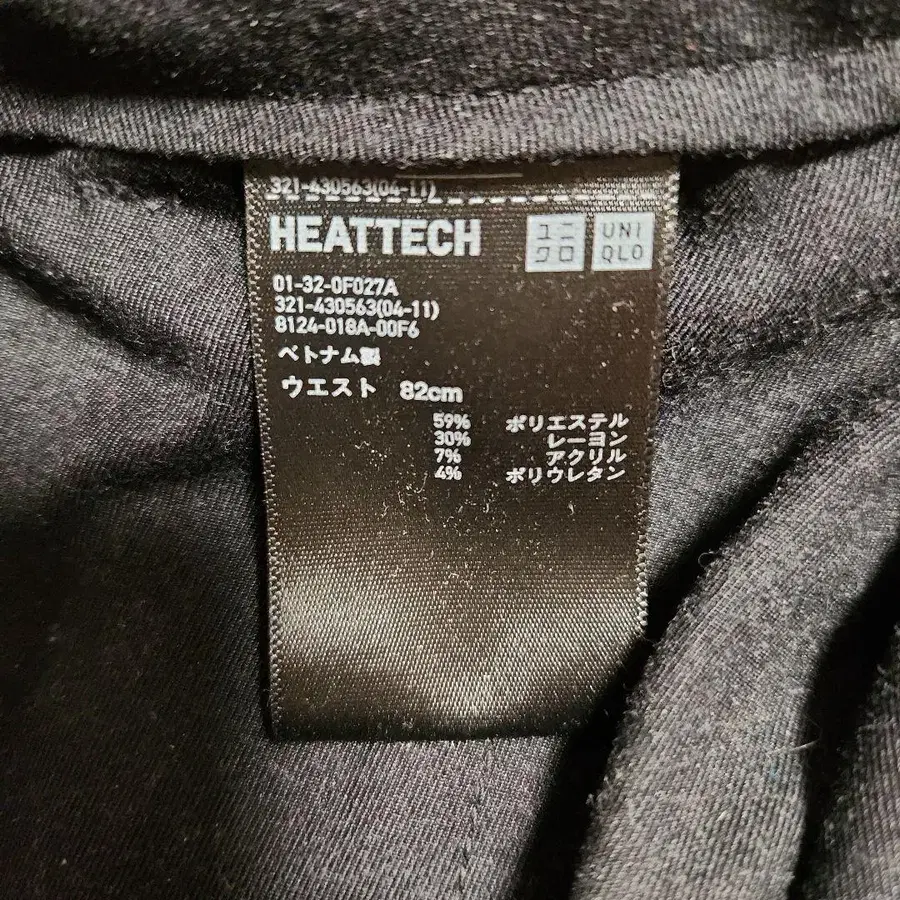 321-430563(04-11)
HEATTECH
ユニ
クロ
UNI
QLO
01-32-0F027A
321-430563(04-11)
8124-018A-00F6
ベトナム製
ウエスト 82cm
59% ポリエステル
30% レーヨン
7% アクリル
4% ポリウレタン